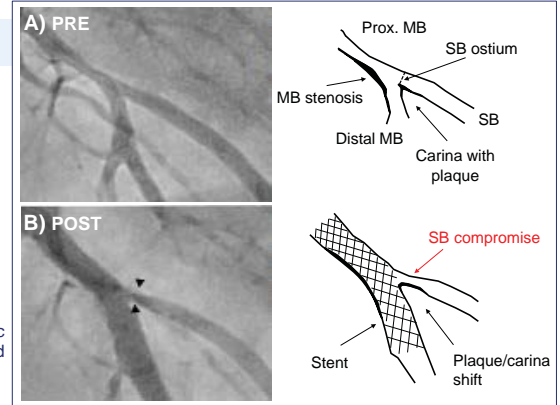 A) PRE
Prox. MB
SB ostium
MB stenosis
SB
Distal MB
Carina with
plaque
B) POST
SB compromise
Stent
Plaque/carina
shift
c
d